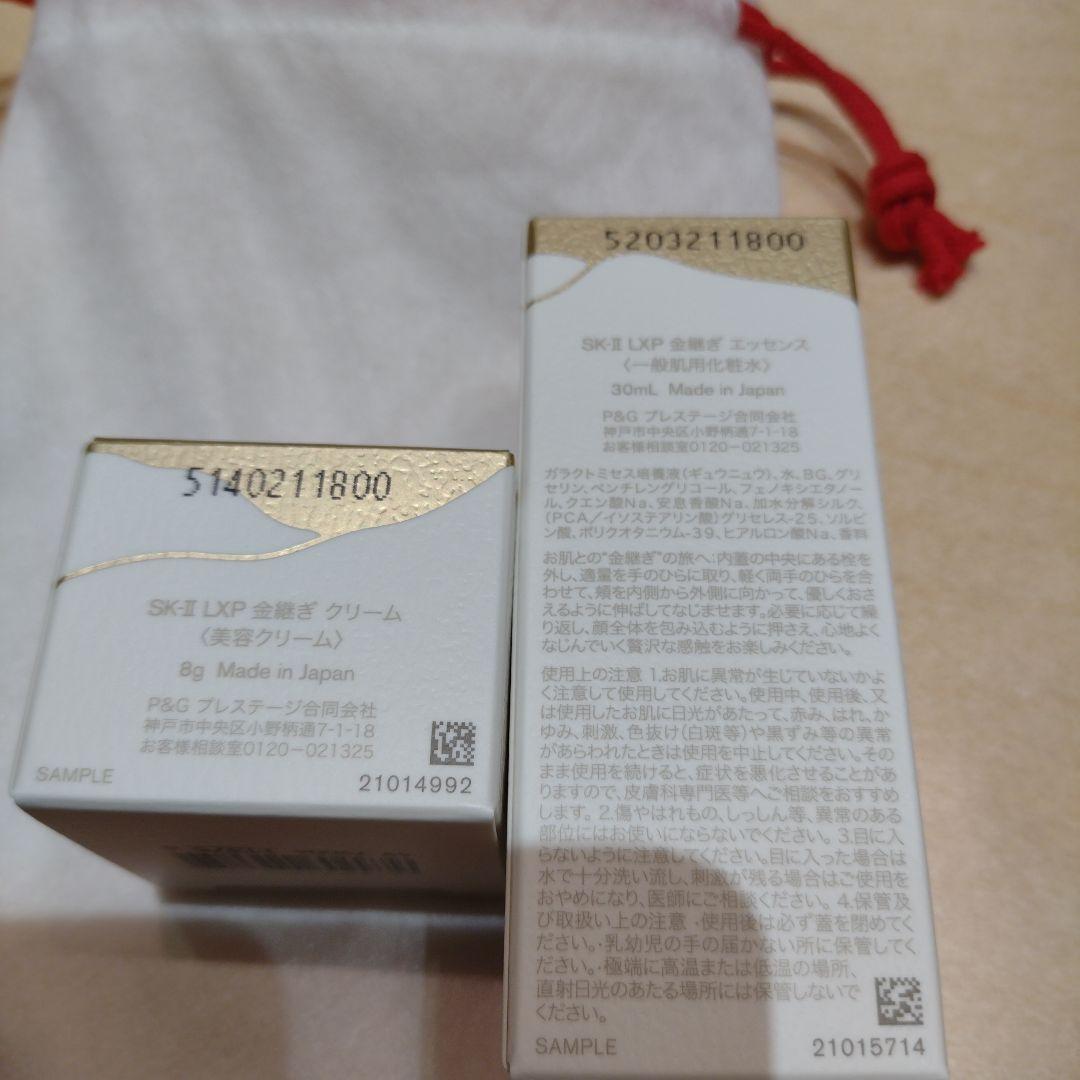 5140211800
SK-II LXP 金継ぎ クリーム
〈美容クリーム〉
8g Made in Japan
P&G プレステージ合同会社
神戸市中央区小野柄通7-1-18
お客様相談室0120-021325
SAMPLE
21014992
5203211800
SK-II LXP 金継ぎ エッセンス
〈一般肌用化粧水〉
30mL Made in Japan
P&G プレステージ合同会社
神戸市中央区小野柄通7-1-18
お客様相談室0120-021325
ガラクトミセス培養液(ギュウニュウ)、水、BG、グリ
セリン、ペンチレングリコール、フェノキシエタノー
ル、クエン酸Na、安息香酸Na、加水分解シルク、
(PCA/イソステアリン酸)グリセレス-25、ソルビ
ン酸、ポリクオタニウム-39、ヒアルロン酸Na、香料
お肌との“金継ぎ”の旅へ:内蓋の中央にある栓を
外し、適量を手のひらに取り、軽く両手のひらを合
わせて、頬を内側から外側に向かって、優しくおさ
えるように伸ばしてなじませます。必要に応じて繰
り返し、顔全体を包み込むように押さえ、心地よく
なじんでいく贅沢な感触をお楽しみください。
使用上の注意 1.お肌に異常が生じていないかよ
く注意して使用してください。使用中、使用後、又
は使用したお肌に日光があたって、赤み、はれ、か
ゆみ、刺激、色抜け(白斑等)や黒ずみ等の異常
があらわれたときは使用を中止してください。その
まま使用を続けると、症状を悪化させることがあ
りますので、皮膚科専門医等へご相談をおすすめ
します。 2.傷やはれもの、しっしん等、異常のある
部位にはお使いにならないでください。 3.目に入
らないように注意してください。目に入った場合は
水で十分洗い流し、刺激が残る場合はご使用を
おやめになり、医師にご相談ください。 4.保管及
び取扱い上の注意 ・使用後は必ず蓋を閉めてく
ださい。・乳幼児の手の届かない所に保管してく
ださい。・極端に高温または低温の場所、
直射日光のあたる場所には保管しないで
ください。
SAMPLE
21015714